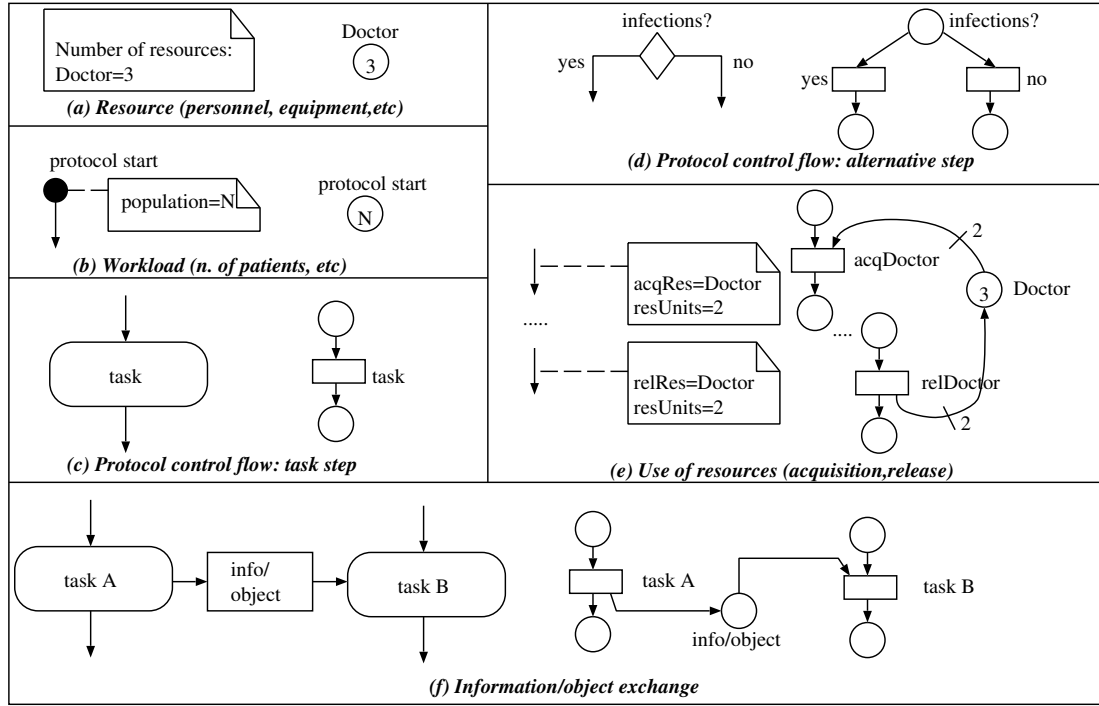 Number of resources:
Doctor=3
Doctor
3
(a) Resource (personnel, equipment,etc)
protocol start
population=N
protocol start
N
(b) Workload (n. of patients, etc)
task
task
(c) Protocol control flow: task step
infections?
yes
no
infections?
yes
no
(d) Protocol control flow: alternative step
.....
acqRes=Doctor
resUnits=2
relRes=Doctor
resUnits=2
2
acqDoctor
3
Doctor
....
relDoctor
2
(e) Use of resources (acquisition,release)
task A
info/
object
task B
task A
info/object
task B
(f) Information/object exchange